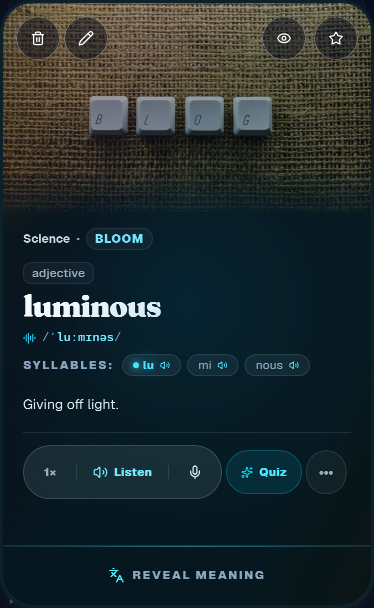 B L O G
Science · BLOOM
adjective
luminous
/ˈluːmɪnəs/
SYLLABLES: lu mi nous
Giving off light.
1× Listen Quiz
REVEAL MEANING